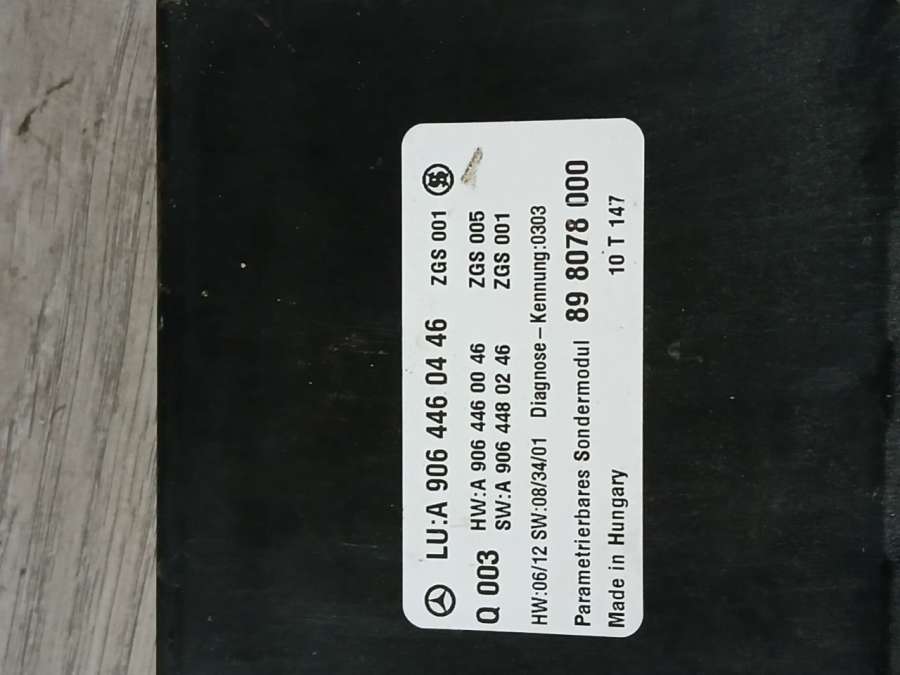 LU:A 906 446 04 46 ZGS 001
Q 003 HW:A 906 446 00 46 ZGS 005
SW:A 906 448 02 46 ZGS 001
HW:06/12 SW:08/34/01 Diagnose-Kennung:0303
Parametrierbares Sondermodul 89 8078 000
Made in Hungary 10 T 147